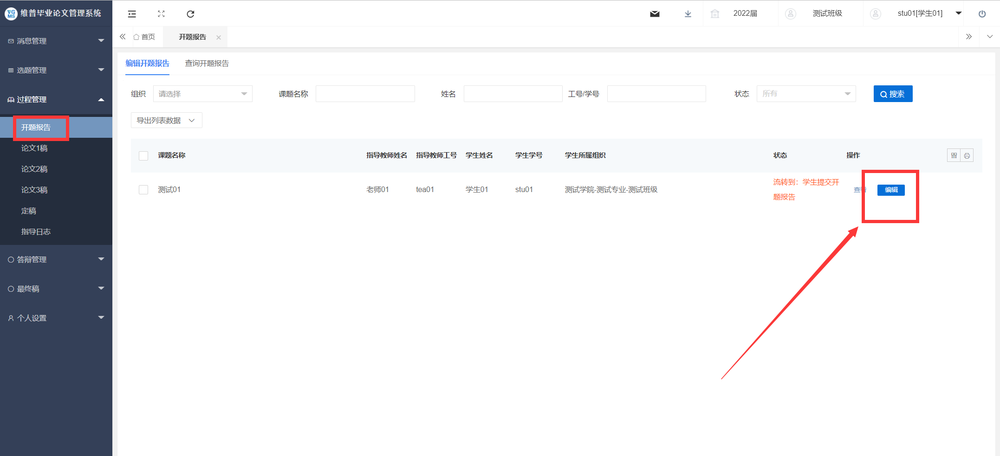 VG
MS
维普毕业论文管理系统
2022届
测试班级
stu01[学生01]
消息管理
选题管理
过程管理
开题报告
论文1稿
论文2稿
论文3稿
定稿
指导日志
答辩管理
最终稿
个人设置
首页
开题报告
编辑开题报告
查询开题报告
组织
请选择
课题名称
姓名
工号/学号
状态
所有
搜索
导出列表数据
课题名称
指导教师姓名
指导教师工号
学生姓名
学生学号
学生所属组织
状态
操作
测试01
老师01
tea01
学生01
stu01
测试学院-测试专业-测试班级
流转到：学生提交开
题报告
查看
编辑